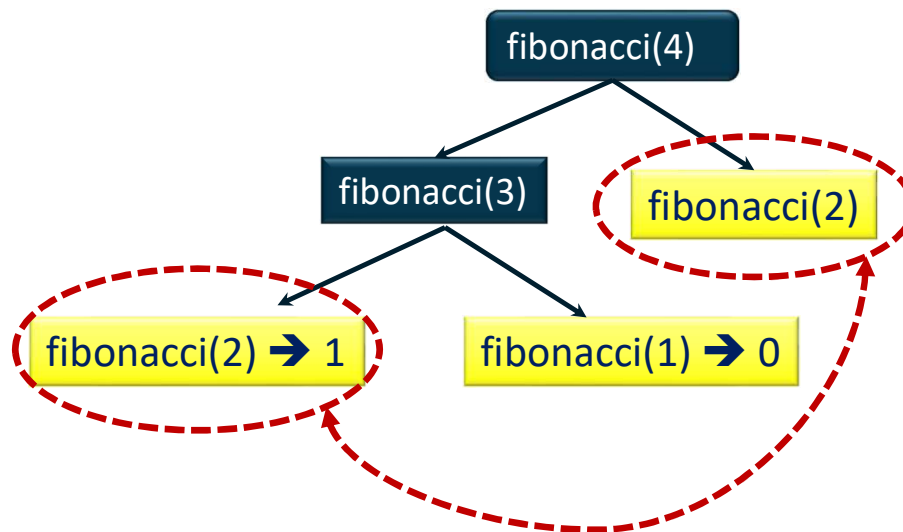 fibonacci(4)
fibonacci(3)
fibonacci(2)
fibonacci(2) ➔ 1
fibonacci(1) ➔ 0